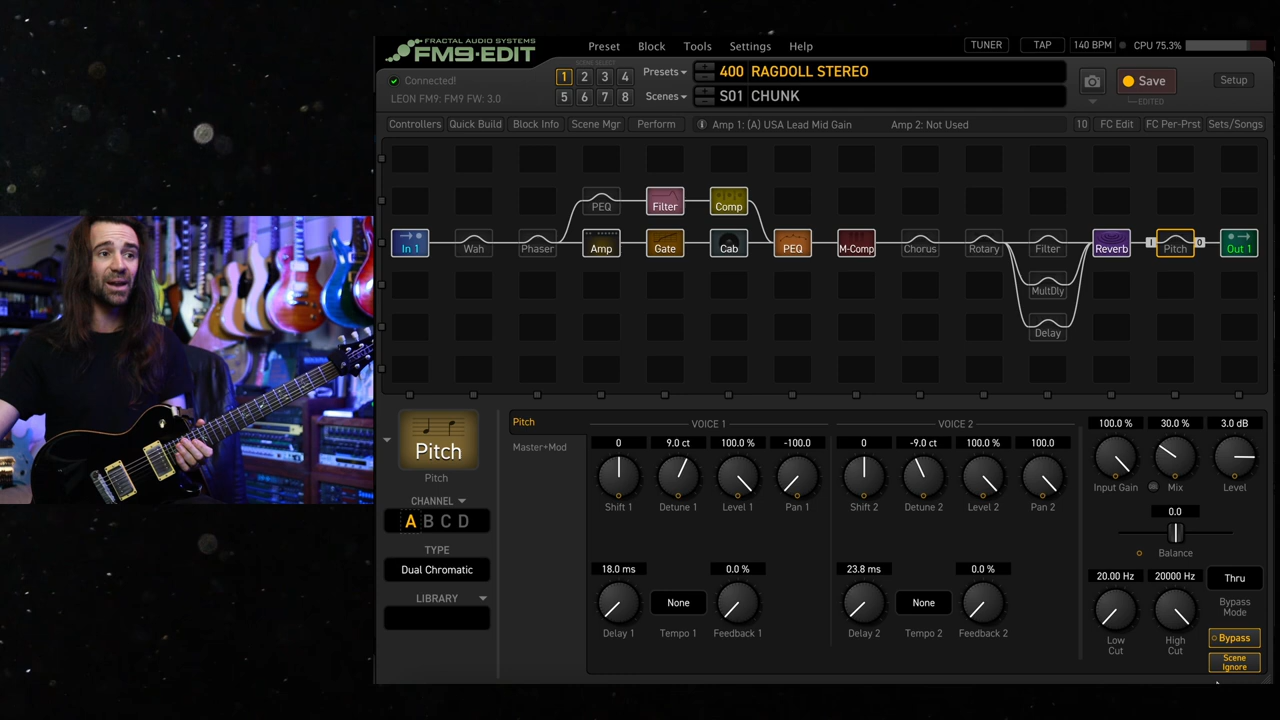 FRACTAL AUDIO SYSTEMS
FM9-EDIT
Preset Block Tools Settings Help
TUNER TAP 140 BPM CPU 75.3%
Connected!
LEON FM9: FM9 FW: 3.0
SCENE SELECT
1 2 3 4
5 6 7 8
Presets 400 RAGDOLL STEREO
Scenes S01 CHUNK
Save
EDITED
Setup
Controllers Quick Build Block Info Scene Mgr Perform Amp 1: (A) USA Lead Mid Gain Amp 2: Not Used 10 FC Edit FC Per-Prst Sets/Songs
PEQ Filter Comp
In 1 Wah Phaser Amp Gate Cab PEQ M-Comp Chorus Rotary Filter Reverb I Pitch O Out 1
MultDly
Delay
Pitch
Pitch
CHANNEL
A B C D
TYPE
Dual Chromatic
LIBRARY
Pitch
Master+Mod
VOICE 1
0 9.0 ct 100.0 % -100.0
Shift 1 Detune 1 Level 1 Pan 1
18.0 ms 0.0 %
None
Delay 1 Tempo 1 Feedback 1
VOICE 2
0 -9.0 ct 100.0 % 100.0
Shift 2 Detune 2 Level 2 Pan 2
23.8 ms 0.0 %
None
Delay 2 Tempo 2 Feedback 2
100.0 % 30.0 % 3.0 dB
Input Gain Mix Level
0.0
Balance
20.00 Hz 20000 Hz Thru
Bypass
Mode
Low
Cut
High
Cut
Bypass
Scene
Ignore